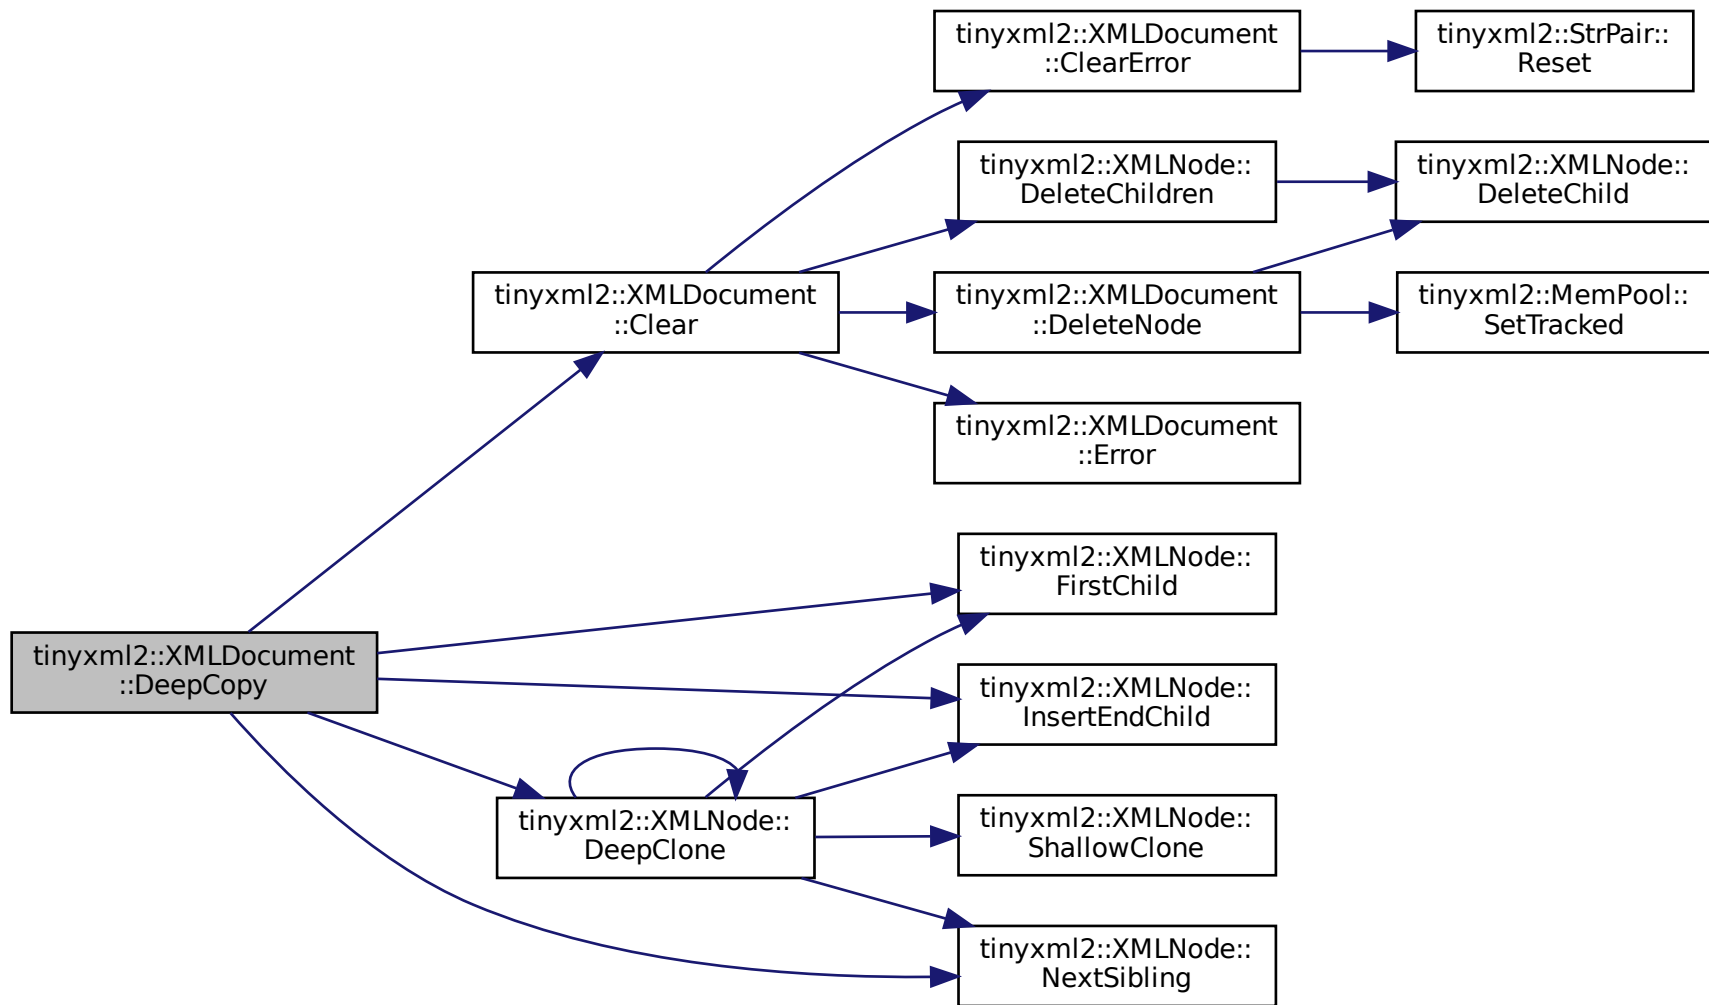 tinyxml2::XMLDocument
::ClearError
tinyxml2::StrPair::
Reset
tinyxml2::XMLNode::
DeleteChildren
tinyxml2::XMLNode::
DeleteChild
tinyxml2::XMLDocument
::Clear
tinyxml2::XMLDocument
::DeleteNode
tinyxml2::MemPool::
SetTracked
tinyxml2::XMLDocument
::Error
tinyxml2::XMLNode::
FirstChild
tinyxml2::XMLDocument
::DeepCopy
tinyxml2::XMLNode::
InsertEndChild
tinyxml2::XMLNode::
DeepClone
tinyxml2::XMLNode::
ShallowClone
tinyxml2::XMLNode::
NextSibling